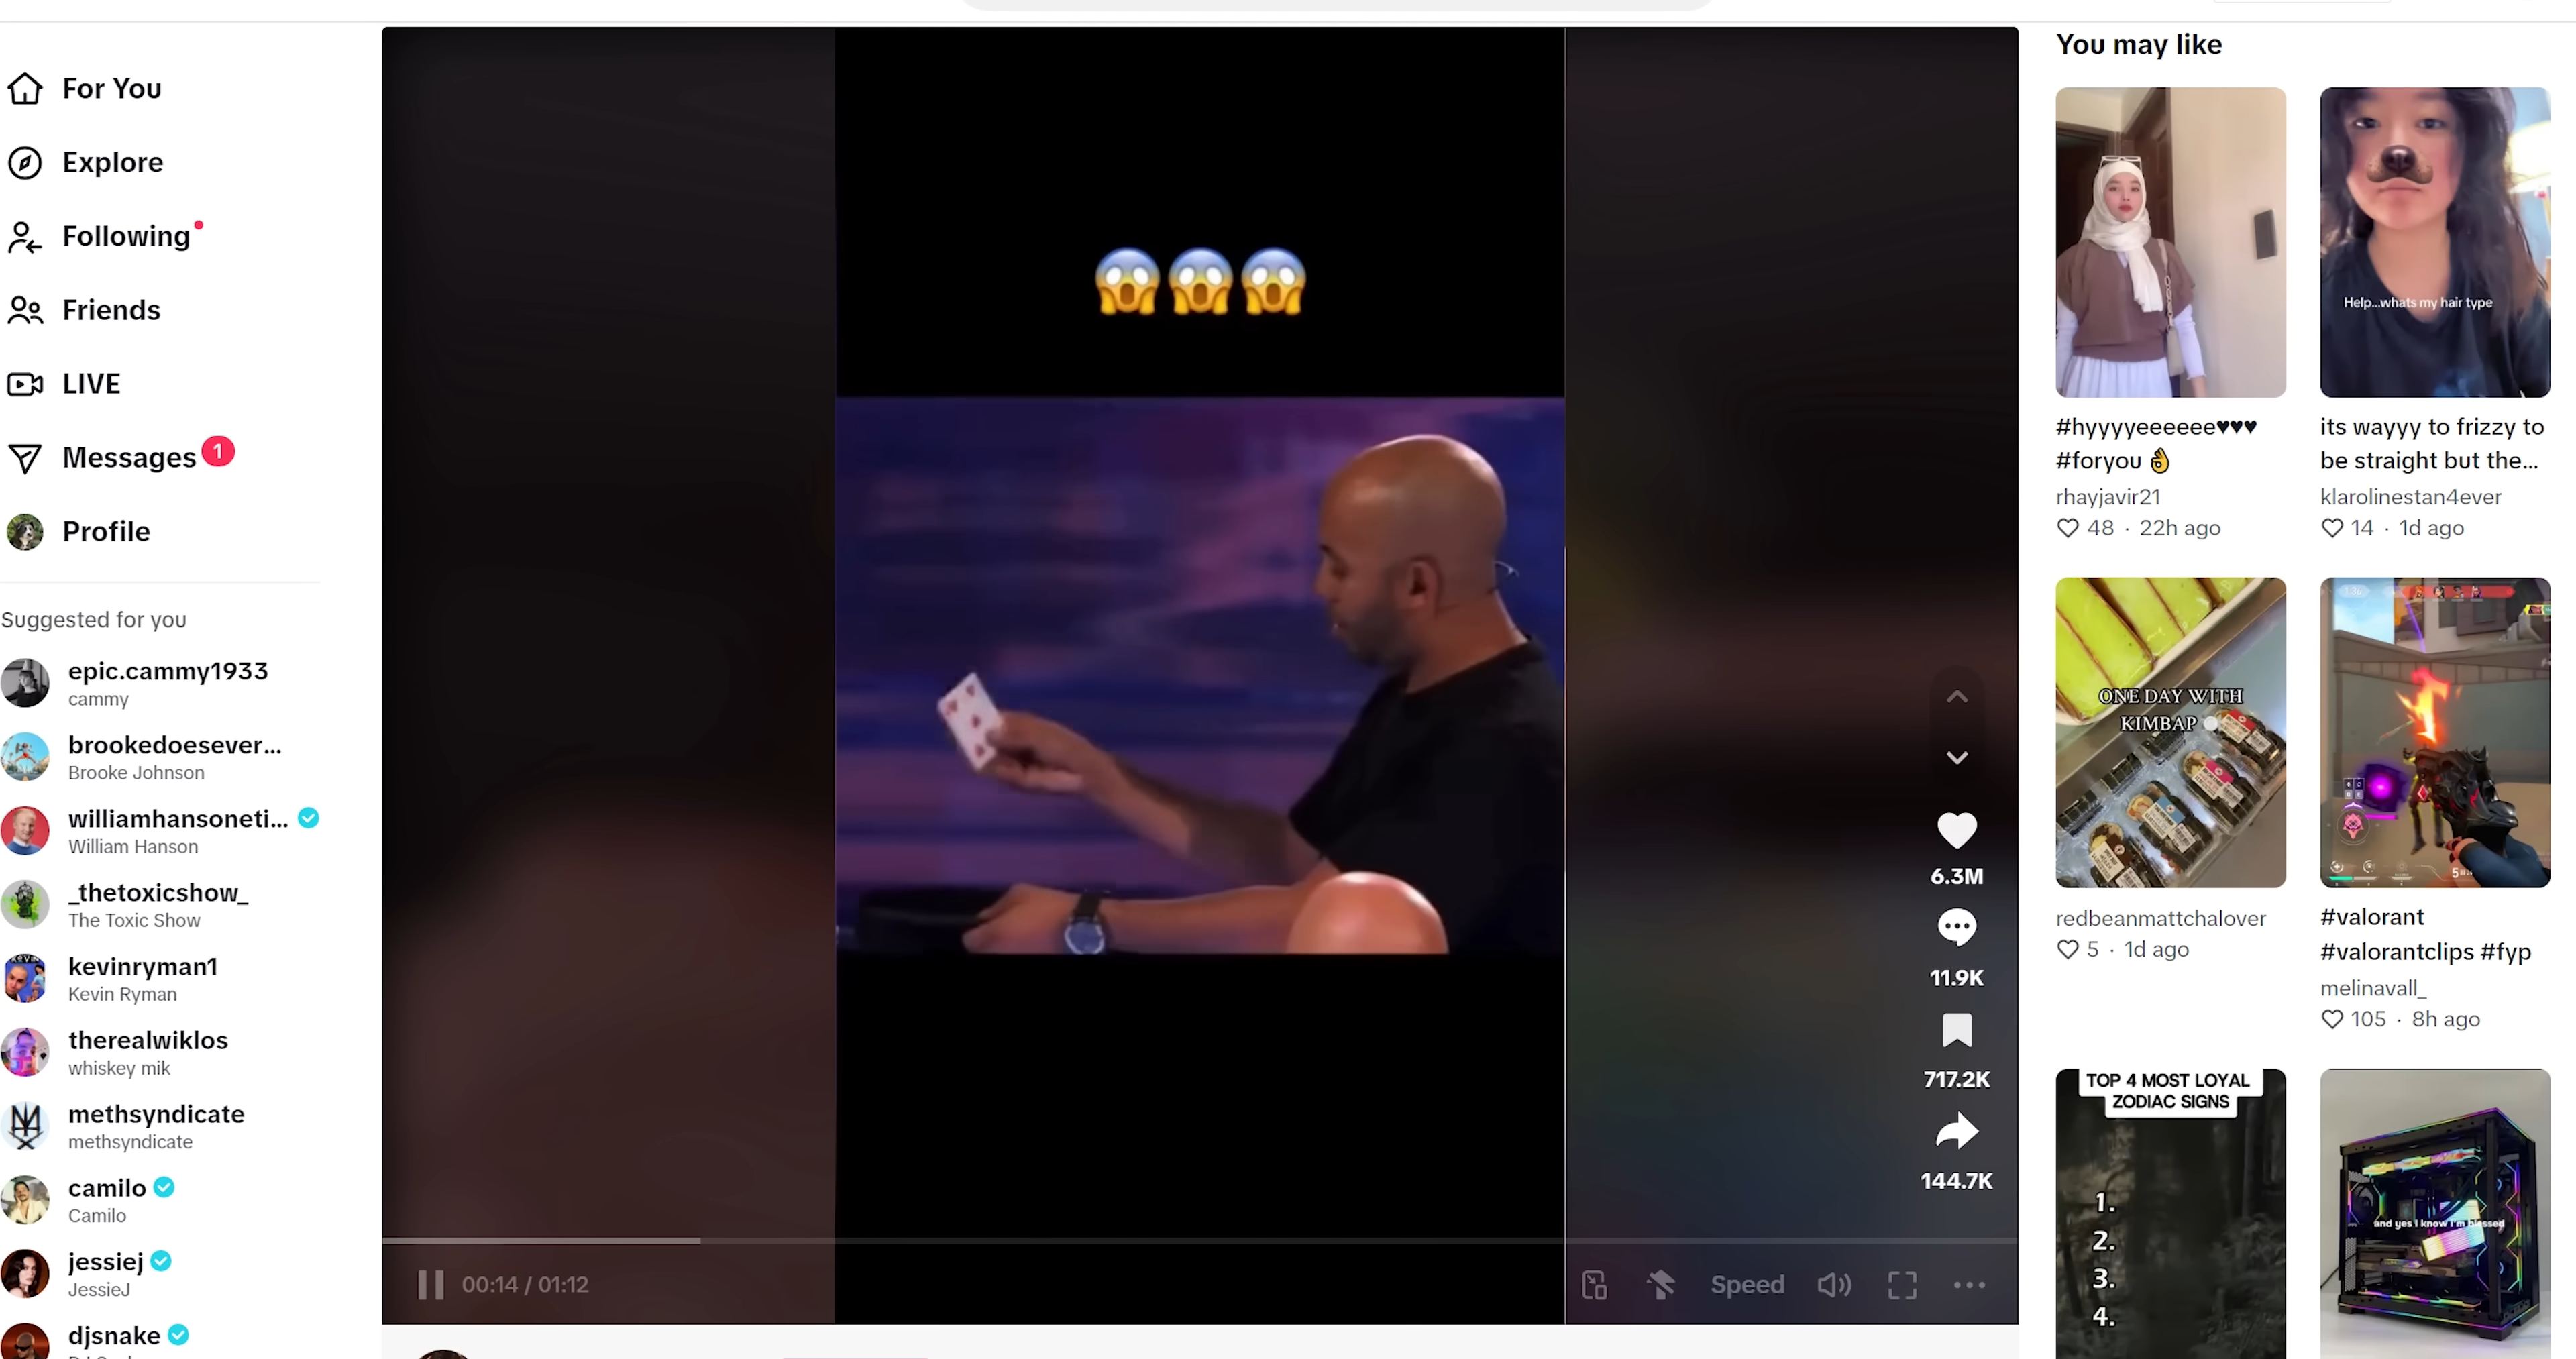 For You
Explore
Following
Friends
LIVE
Messages
1
Profile
Suggested for you
epic.cammy1933
cammy
brookedoesever...
Brooke Johnson
williamhansoneti...
William Hanson
_thetoxicshow_
The Toxic Show
kevinryman1
Kevin Ryman
therealwiklos
whiskey mik
methsyndicate
methsyndicate
camilo
Camilo
jessiej
JessieJ
djsnake
6.3M
11.9K
717.2K
144.7K
00:14 / 01:12
Speed
You may like
#hyyyyeeeeee♥♥♥
#foryou 👌
rhayjavir21
48 · 22h ago
Help...whats my hair type
its wayyy to frizzy to
be straight but the...
klarolinestan4ever
14 · 1d ago
ONE DAY WITH
KIMBAP
redbeanmattchalover
5 · 1d ago
#valorant
#valorantclips #fyp
melinavall_
105 · 8h ago
TOP 4 MOST LOYAL
ZODIAC SIGNS
1.
2.
3.
4.
and yes I know I'm blessed